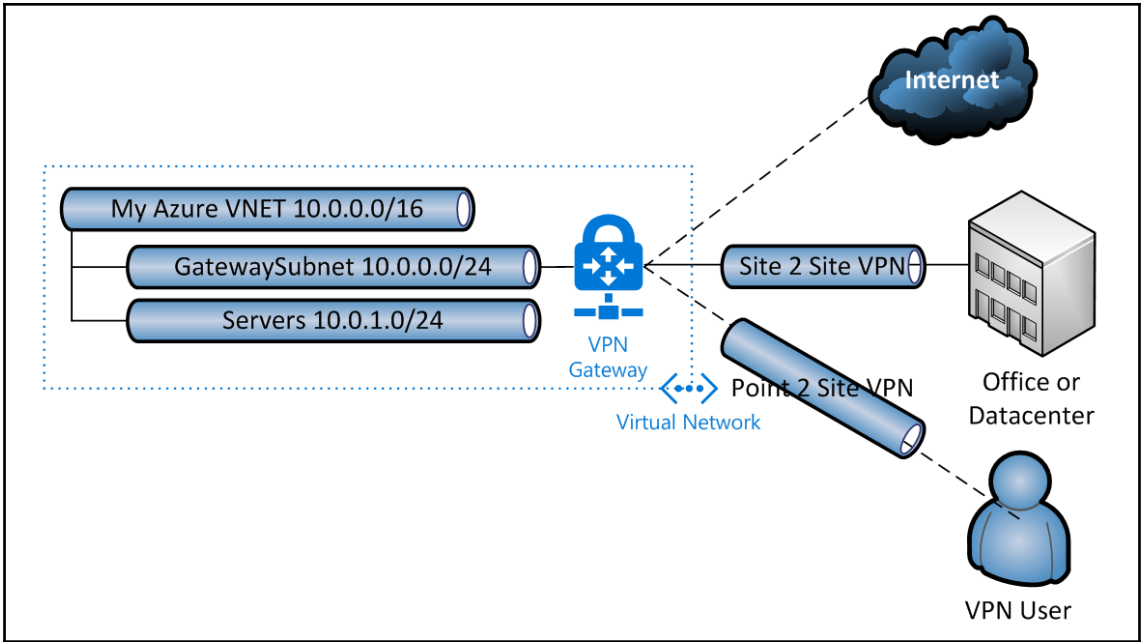 Internet
My Azure VNET 10.0.0.0/16
GatewaySubnet 10.0.0.0/24
Site 2 Site VPN
Servers 10.0.1.0/24
VPN
Gateway
Point 2 Site VPN
Office or
Datacenter
Virtual Network
VPN User